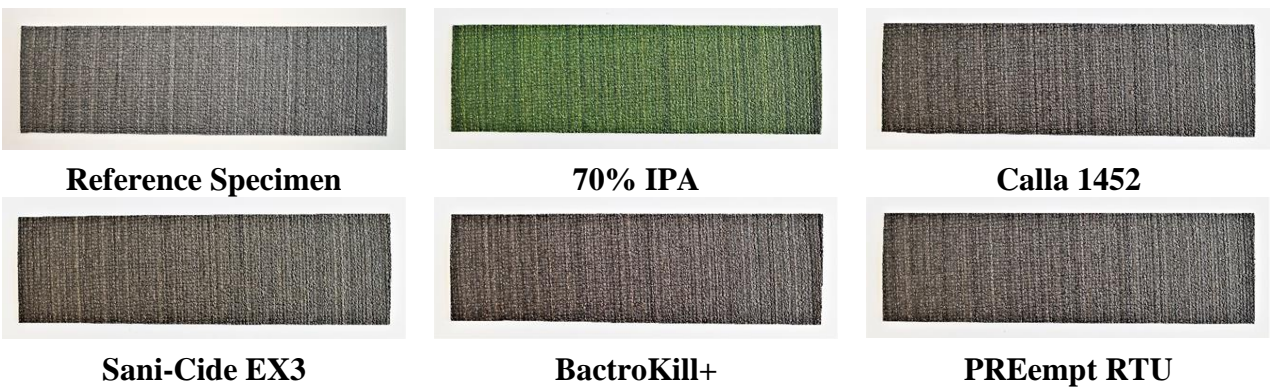 Reference Specimen
70% IPA
Calla 1452
Sani-Cide EX3
BactroKill+
PREempt RTU